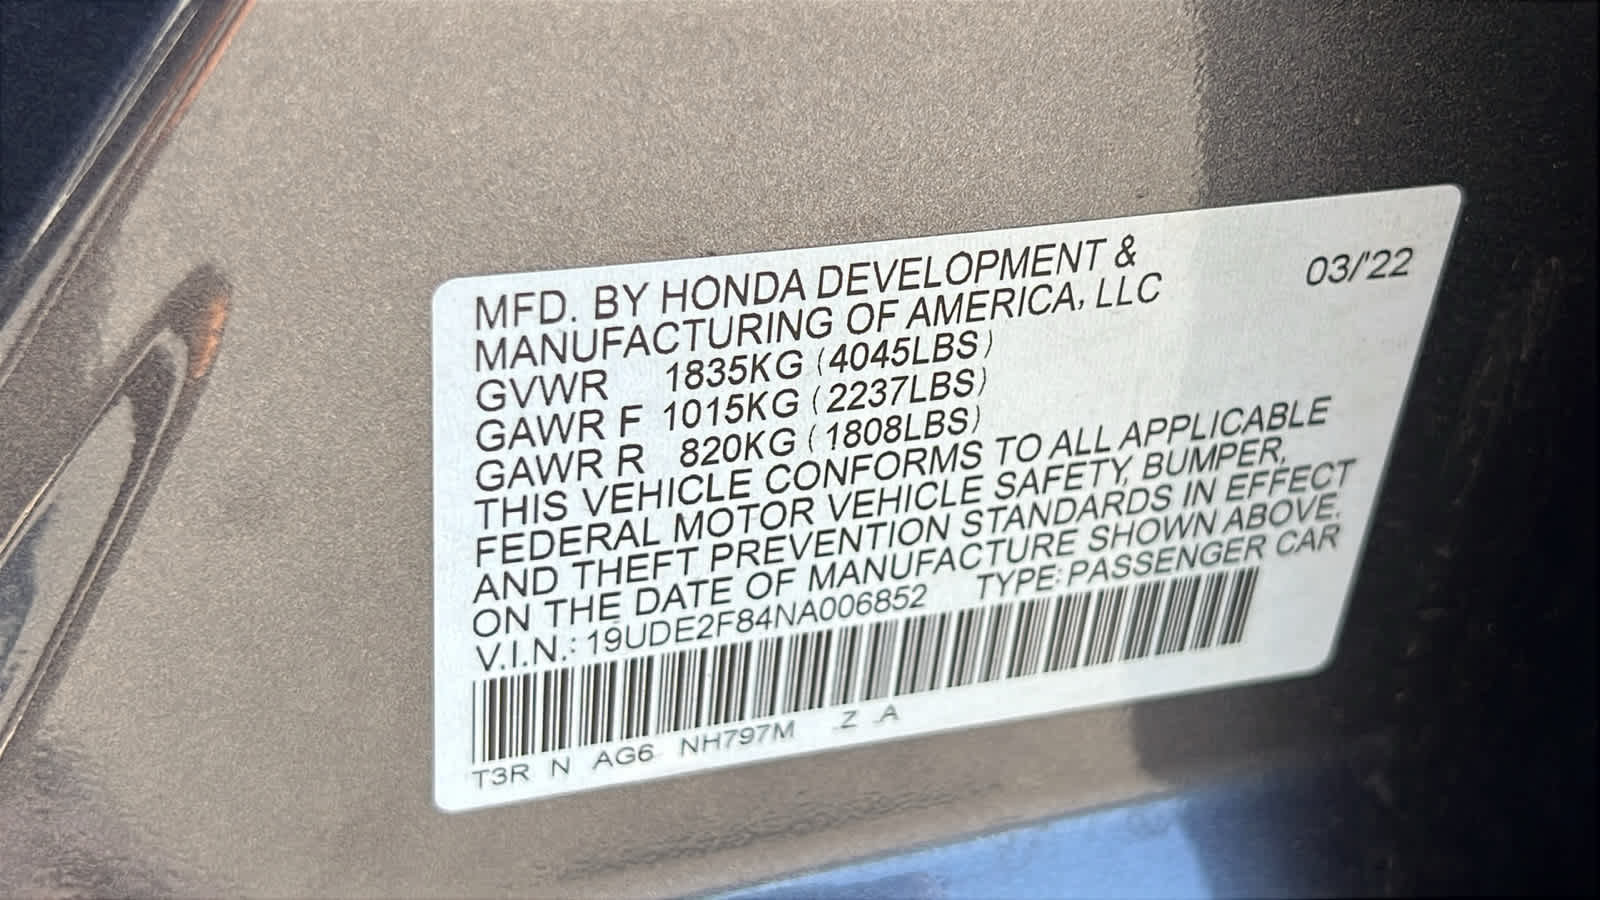 MFD. BY HONDA DEVELOPMENT &
MANUFACTURING OF AMERICA, LLC
03/'22
GVWR 1835KG (4045LBS)
GAWR F 1015KG (2237LBS)
GAWR R 820KG (1808LBS)
THIS VEHICLE CONFORMS TO ALL APPLICABLE
FEDERAL MOTOR VEHICLE SAFETY, BUMPER,
AND THEFT PREVENTION STANDARDS IN EFFECT
ON THE DATE OF MANUFACTURE SHOWN ABOVE.
V.I.N.: 19UDE2F84NA006852 TYPE: PASSENGER CAR
T3R N AG6 NH797M .Z .A